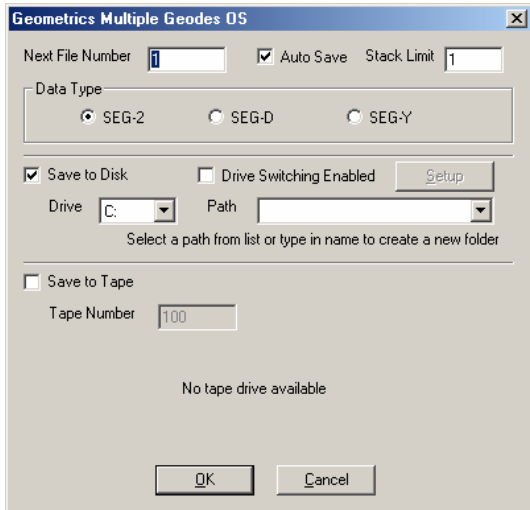 Geometrics Multiple Geodes OS
Next File Number 1 Auto Save Stack Limit 1
Data Type
SEG-2 SEG-D SEG-Y
Save to Disk Drive Switching Enabled Setup
Drive C: Path
Select a path from list or type in name to create a new folder
Save to Tape
Tape Number 100
No tape drive available
OK Cancel